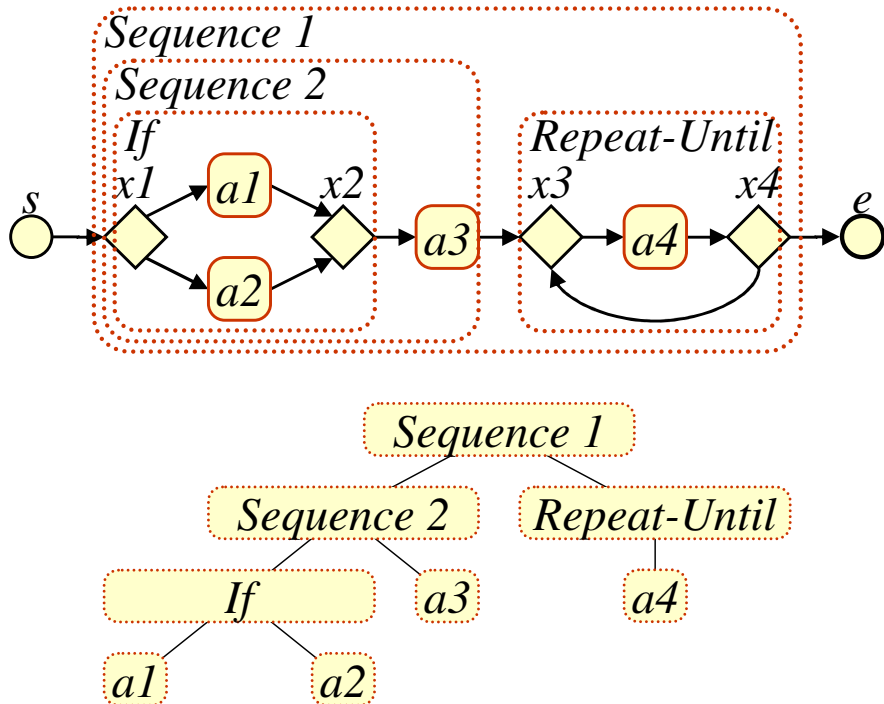 Sequence 1
Sequence 2
If
Repeat-Until
s
x1
a1
x2
x3
x4
e
a2
a3
a4
Sequence 1
Sequence 2
Repeat-Until
If
a3
a4
a1
a2